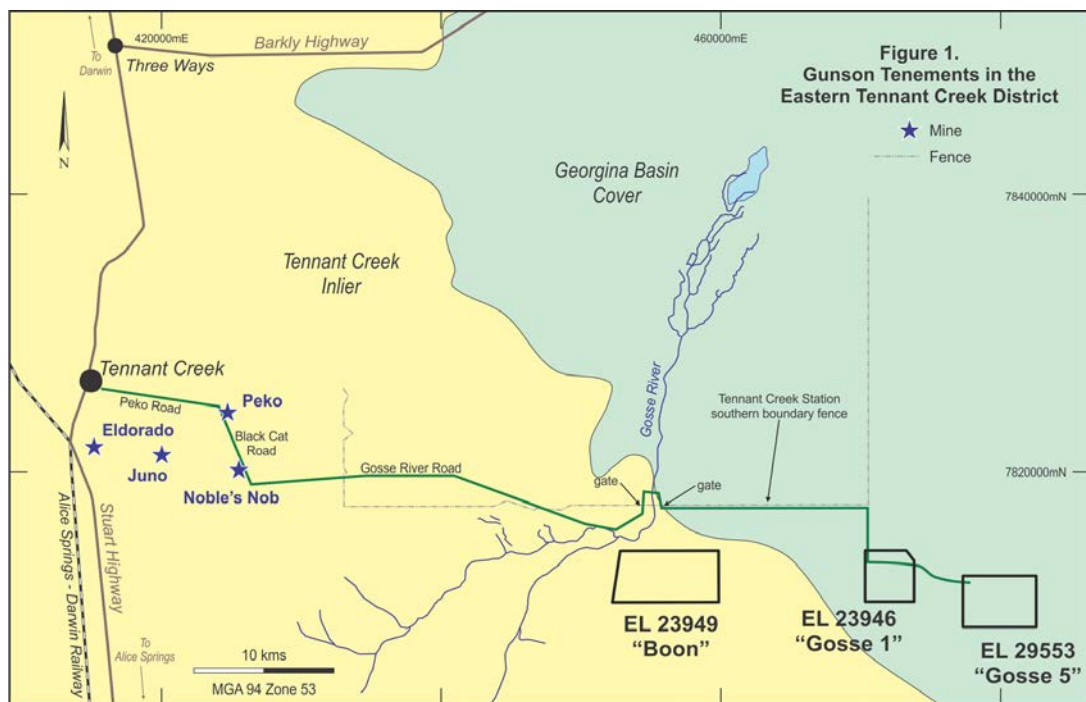 420000mE
460000mE
To
Darwin
Barkly Highway
Three Ways
Figure 1.
Gunson Tenements in the
Eastern Tennant Creek District
Mine
Fence
N
Georgina Basin
Cover
7840000mN
Tennant Creek
Inlier
Tennant Creek
Peko Road
Peko
Eldorado
Black Cat
Road
Juno
Noble's Nob
Gosse River Road
Gosse River
Tennant Creek Station
southern boundary fence
gate
gate
7820000mN
Alice Springs - Darwin Railway
Stuart Highway
To
Alice Springs
10 kms
MGA 94 Zone 53
EL 23949
“Boon”
EL 23946
“Gosse 1”
EL 29553
“Gosse 5”